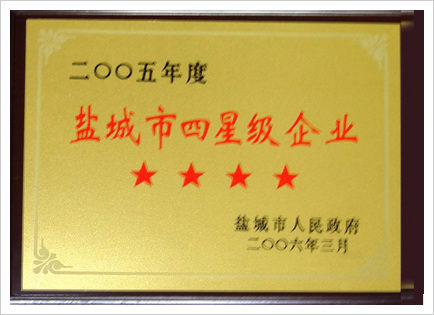 二〇〇五年度
盐城市四星级企业
★ ★ ★ ★
盐城市人民政府
二〇〇六年三月